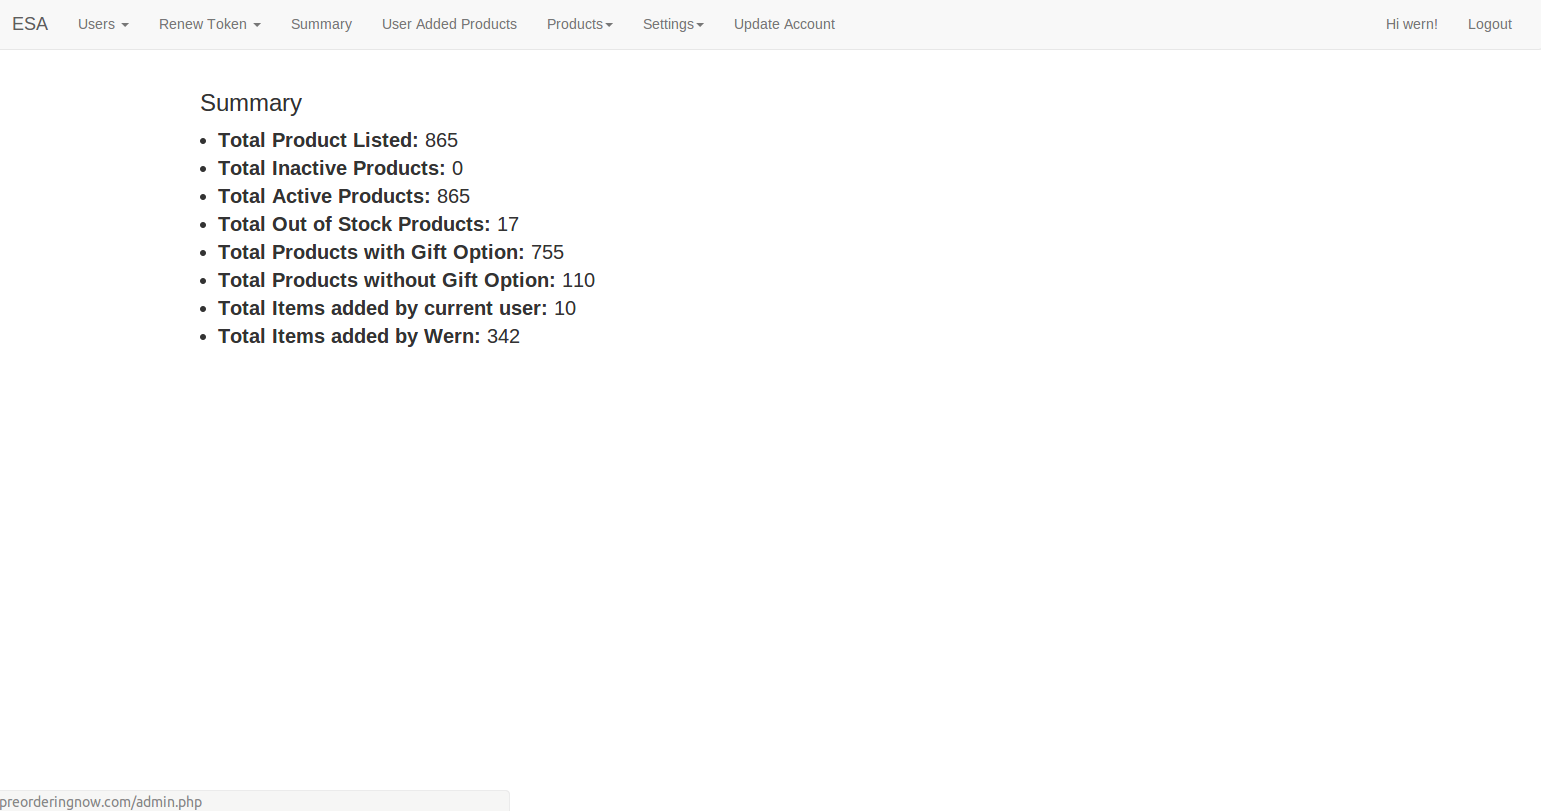 ESA Users Renew Token Summary User Added Products Products Settings Update Account Hi wern! Logout
Summary
• Total Product Listed: 865
• Total Inactive Products: 0
• Total Active Products: 865
• Total Out of Stock Products: 17
• Total Products with Gift Option: 755
• Total Products without Gift Option: 110
• Total Items added by current user: 10
• Total Items added by Wern: 342
preorderingnow.com/admin.php